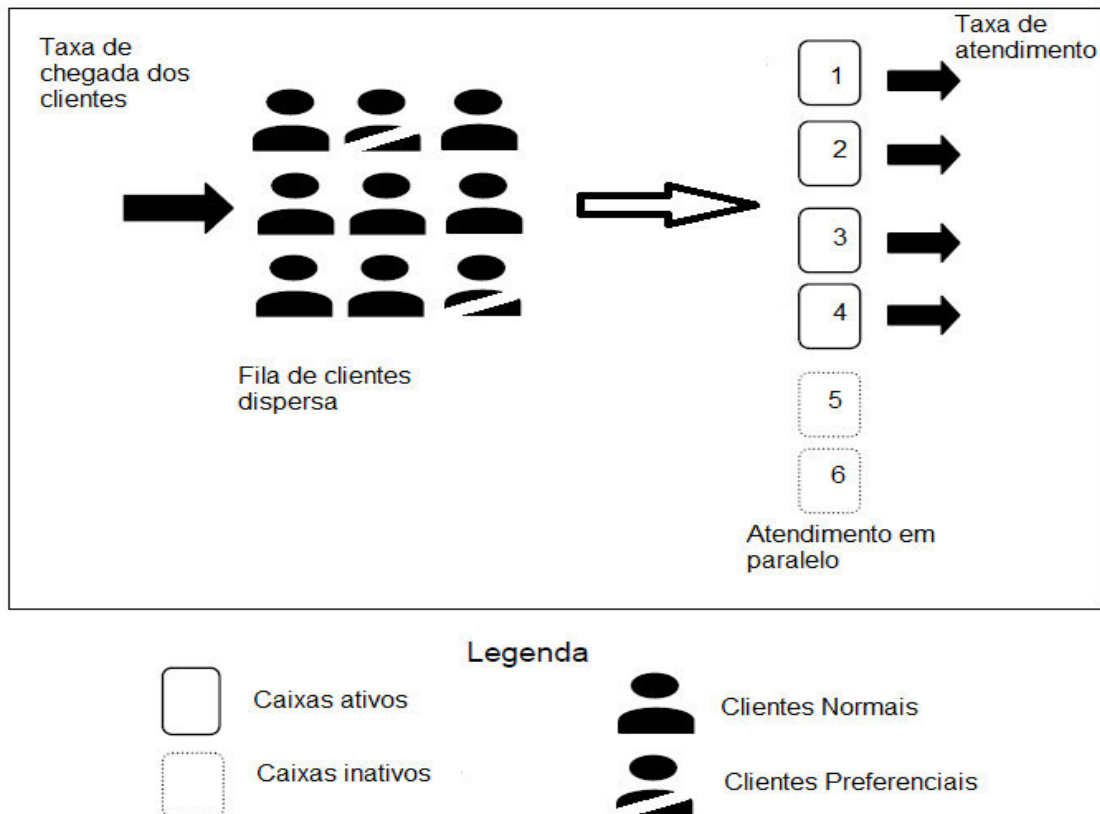 Taxa de
chegada dos
clientes
Fila de clientes
dispersa
1
2
3
4
5
6
Taxa de
atendimento
Atendimento em
paralelo
Legenda
Caixas ativos
Clientes Normais
Caixas inativos
Clientes Preferenciais